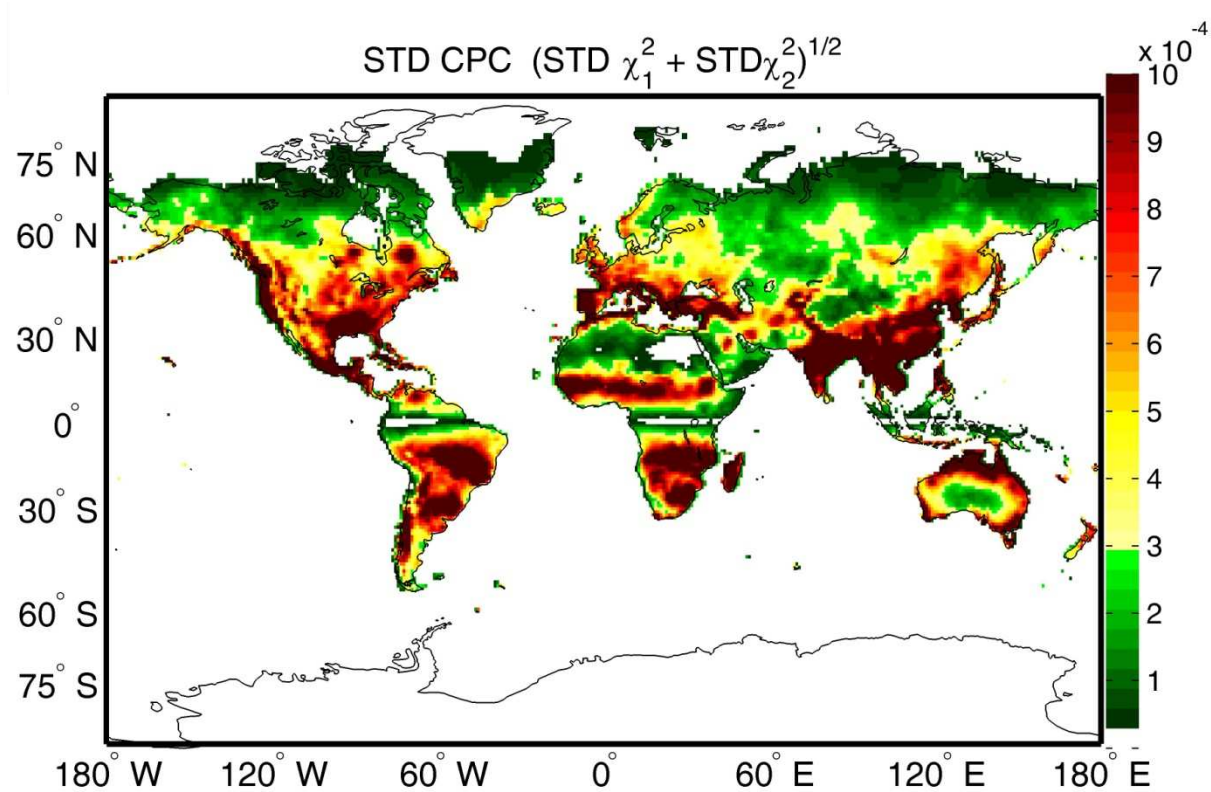 x 10^-4
STD CPC (STD χ₁² + STDχ₂²)^1/2
10
75° N
9
60° N
8
7
30° N
6
0°
5
4
30° S
3
60° S
2
75° S
1
180° W 120° W 60° W 0° 60° E 120° E 180° E